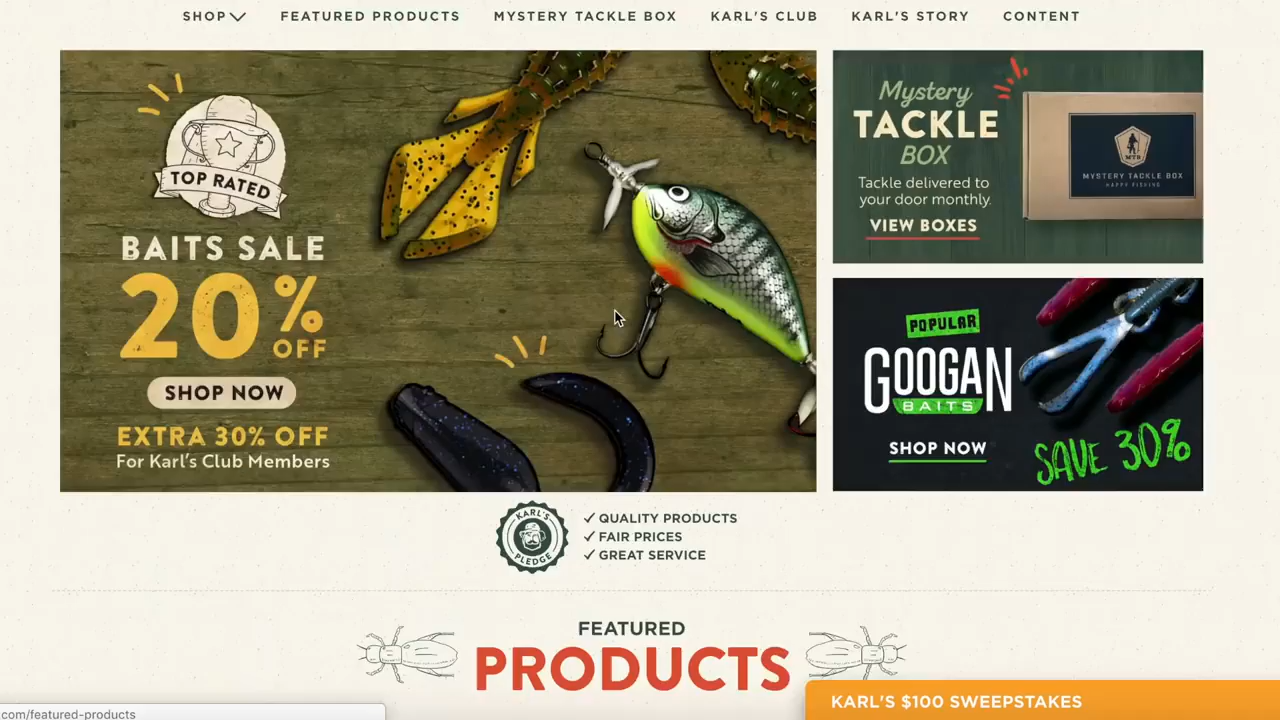 SHOP
FEATURED PRODUCTS
MYSTERY TACKLE BOX
KARL'S CLUB
KARL'S STORY
CONTENT
TOP RATED
BAITS SALE
20%
OFF
SHOP NOW
EXTRA 30% OFF
For Karl's Club Members
Mystery
TACKLE
BOX
Tackle delivered to
your door monthly.
VIEW BOXES
MTB
MYSTERY TACKLE BOX
HAPPY FISHING
POPULAR
GOOGAN
BAITS
SHOP NOW
SAVE 30%
KARL'S
PLEDGE
✓ QUALITY PRODUCTS
✓ FAIR PRICES
✓ GREAT SERVICE
FEATURED
PRODUCTS
KARL'S $100 SWEEPSTAKES
com/featured-products